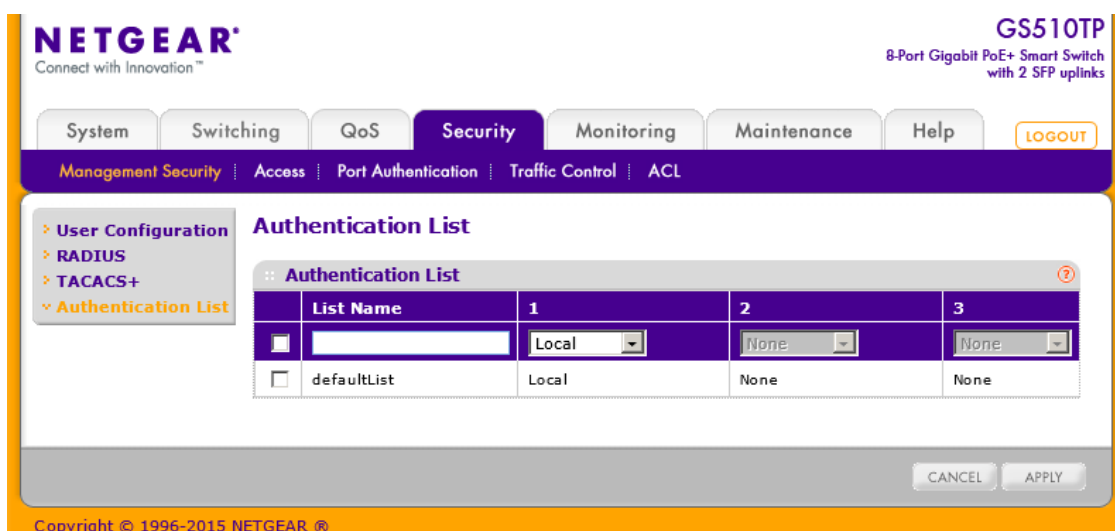 NETGEAR®
Connect with Innovation™
GS510TP
8-Port Gigabit PoE+ Smart Switch
with 2 SFP uplinks
System Switching QoS Security Monitoring Maintenance Help LOGOUT
Management Security Access Port Authentication Traffic Control ACL
User Configuration
RADIUS
TACACS+
Authentication List
Authentication List
Authentication List ?
List Name 1 2 3
Local None None
defaultList Local None None
CANCEL APPLY
Copyright © 1996-2015 NETGEAR ®